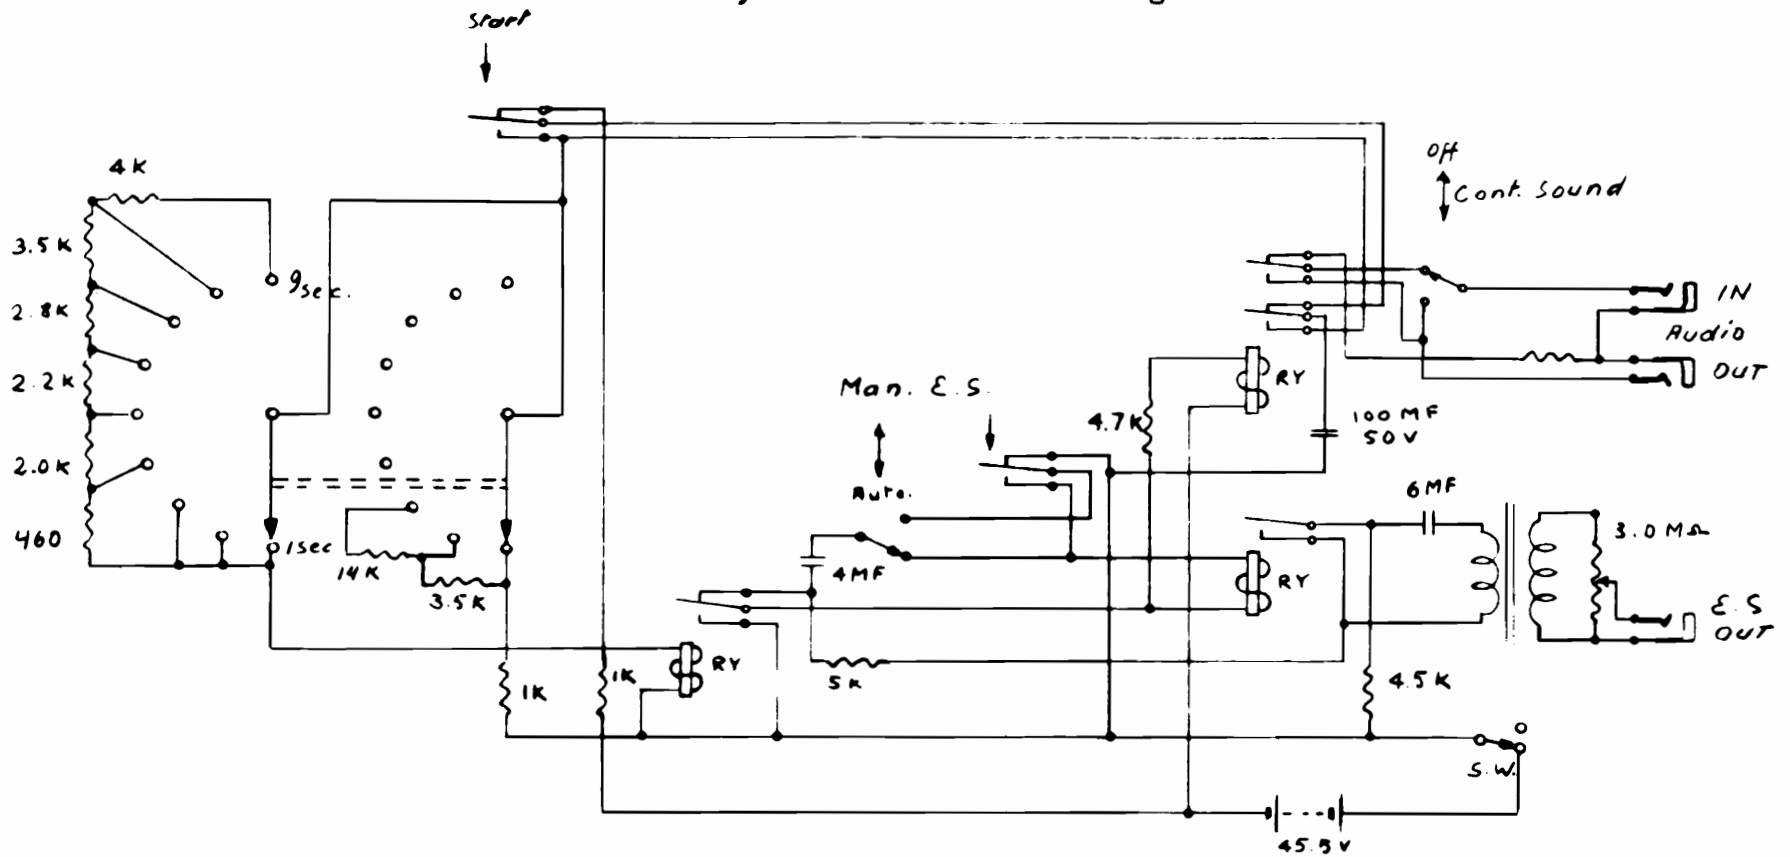 Start
4K
3.5K
2.8K
2.2K
2.0K
460
9sec.
1sec
14K
3.5K
1K
1K
RY
Man. E.S.
Auto.
4MF
5K
4.7K
RY
100MF
50V
RY
6MF
4.5K
Off
Cont. Sound
IN
Audio
OUT
3.0MΩ
E.S
OUT
S.W.
45.5V